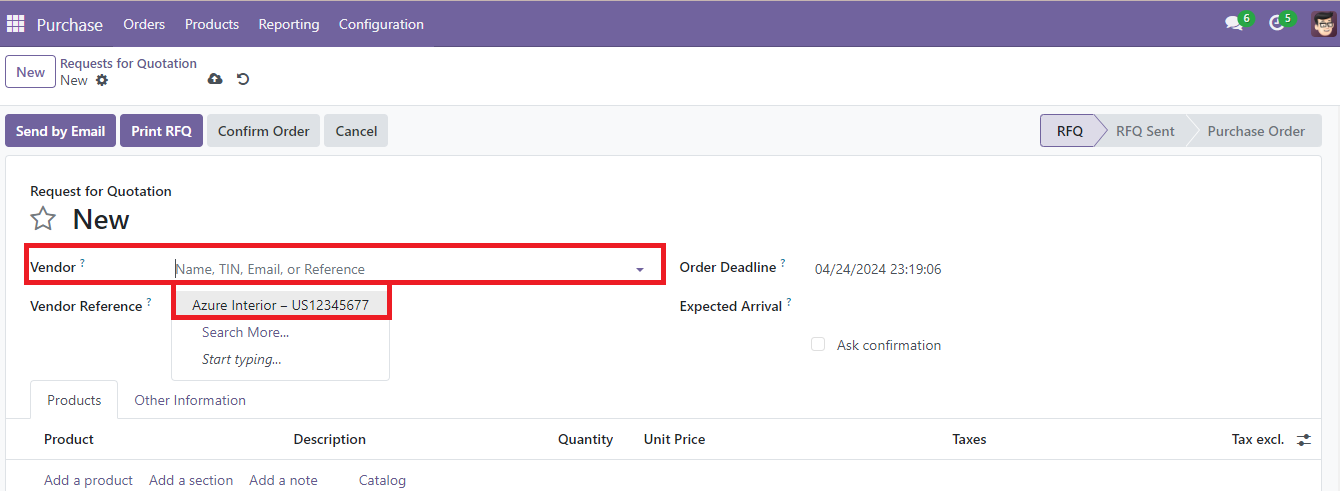 Purchase Orders Products Reporting Configuration 6 5
New Requests for Quotation
New
Send by Email Print RFQ Confirm Order Cancel RFQ RFQ Sent Purchase Order
Request for Quotation
New
Vendor ? Name, TIN, Email, or Reference Order Deadline ? 04/24/2024 23:19:06
Vendor Reference ? Azure Interior – US12345677 Expected Arrival ?
Search More...
Ask confirmation
Start typing...
Products Other Information
Product Description Quantity Unit Price Taxes Tax excl.
Add a product Add a section Add a note Catalog